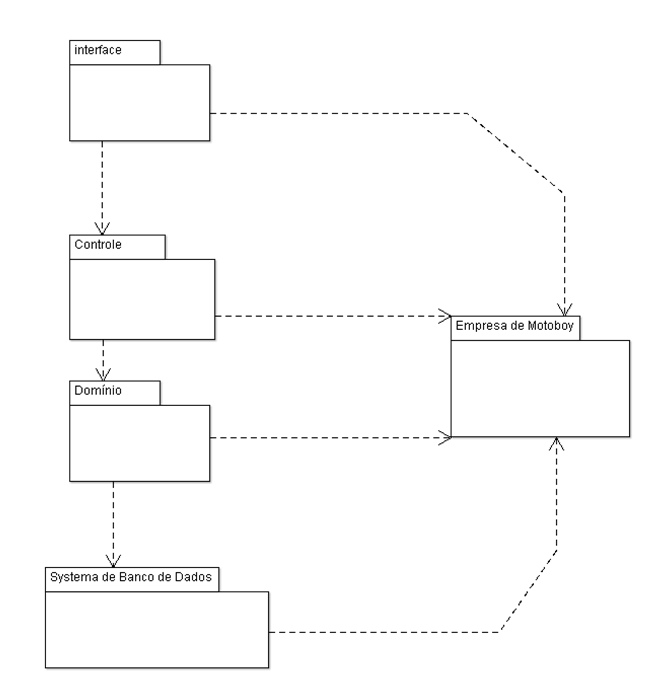 interface
Controle
Empresa de Motoboy
Domínio
Systema de Banco de Dados